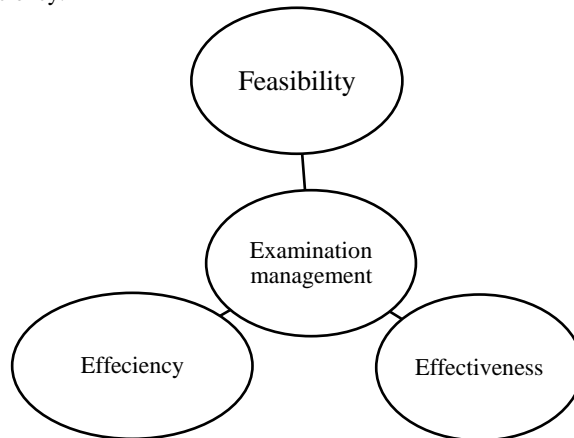 Feasibility
Examination
management
Effeciency
Effectiveness